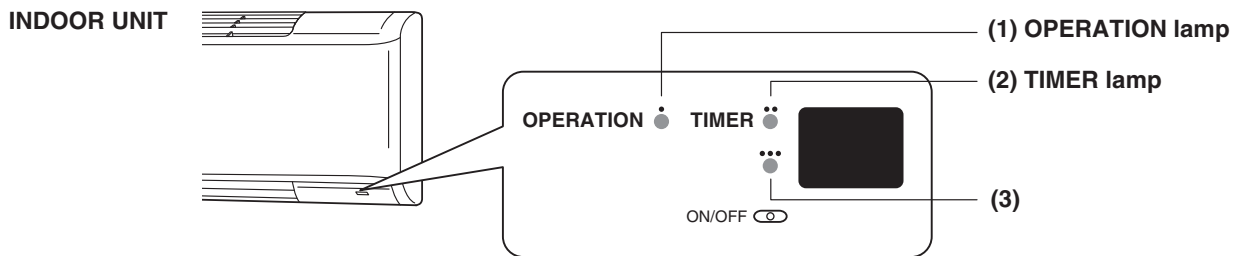 INDOOR UNIT
(1) OPERATION lamp
(2) TIMER lamp
OPERATION TIMER
(3)
ON/OFF